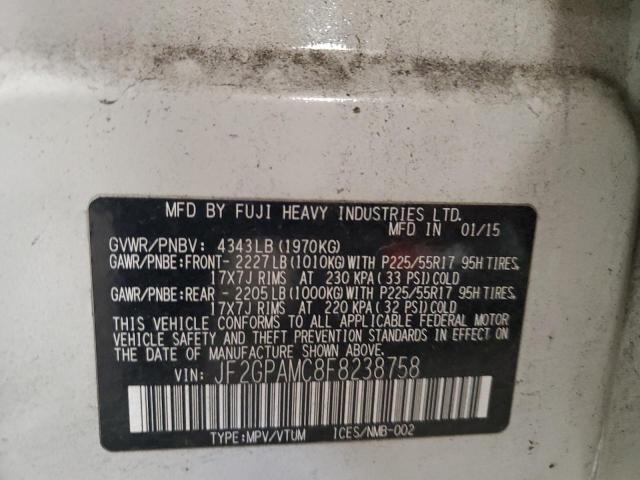 MFD BY FUJI HEAVY INDUSTRIES LTD.
MFD IN 01/15
GVWR/PNBV: 4343LB (1970KG)
GAWR/PNBE:FRONT- 2227LB (1010KG) WITH P225/55R17 95H TIRES,
17X7J RIMS AT 230 KPA (33 PSI) COLD
GAWR/PNBE:REAR - 2205LB (1000KG) WITH P225/55R17 95H TIRES,
17X7J RIMS AT 220 KPA (32 PSI) COLD
THIS VEHICLE CONFORMS TO ALL APPLICABLE FEDERAL MOTOR
VEHICLE SAFETY AND THEFT PREVENTION STANDARDS IN EFFECT
ON THE DATE OF MANUFACTURE SHOWN ABOVE.
VIN: JF2GPAMC8F8238758
TYPE:MPV/VTUM ICES/NMB-002